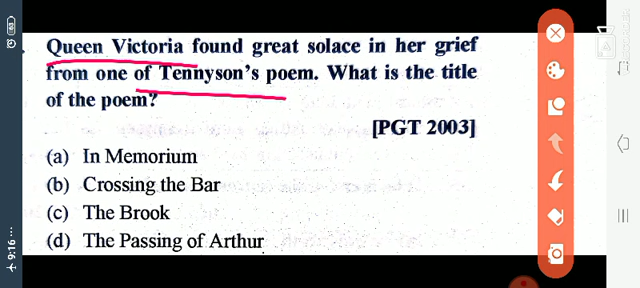 Queen Victoria found great solace in her grief
from one of Tennyson's poem. What is the title
of the poem?
[PGT 2003]
(a) In Memorium
(b) Crossing the Bar
(c) The Brook
(d) The Passing of Arthur
9:16 ...
63